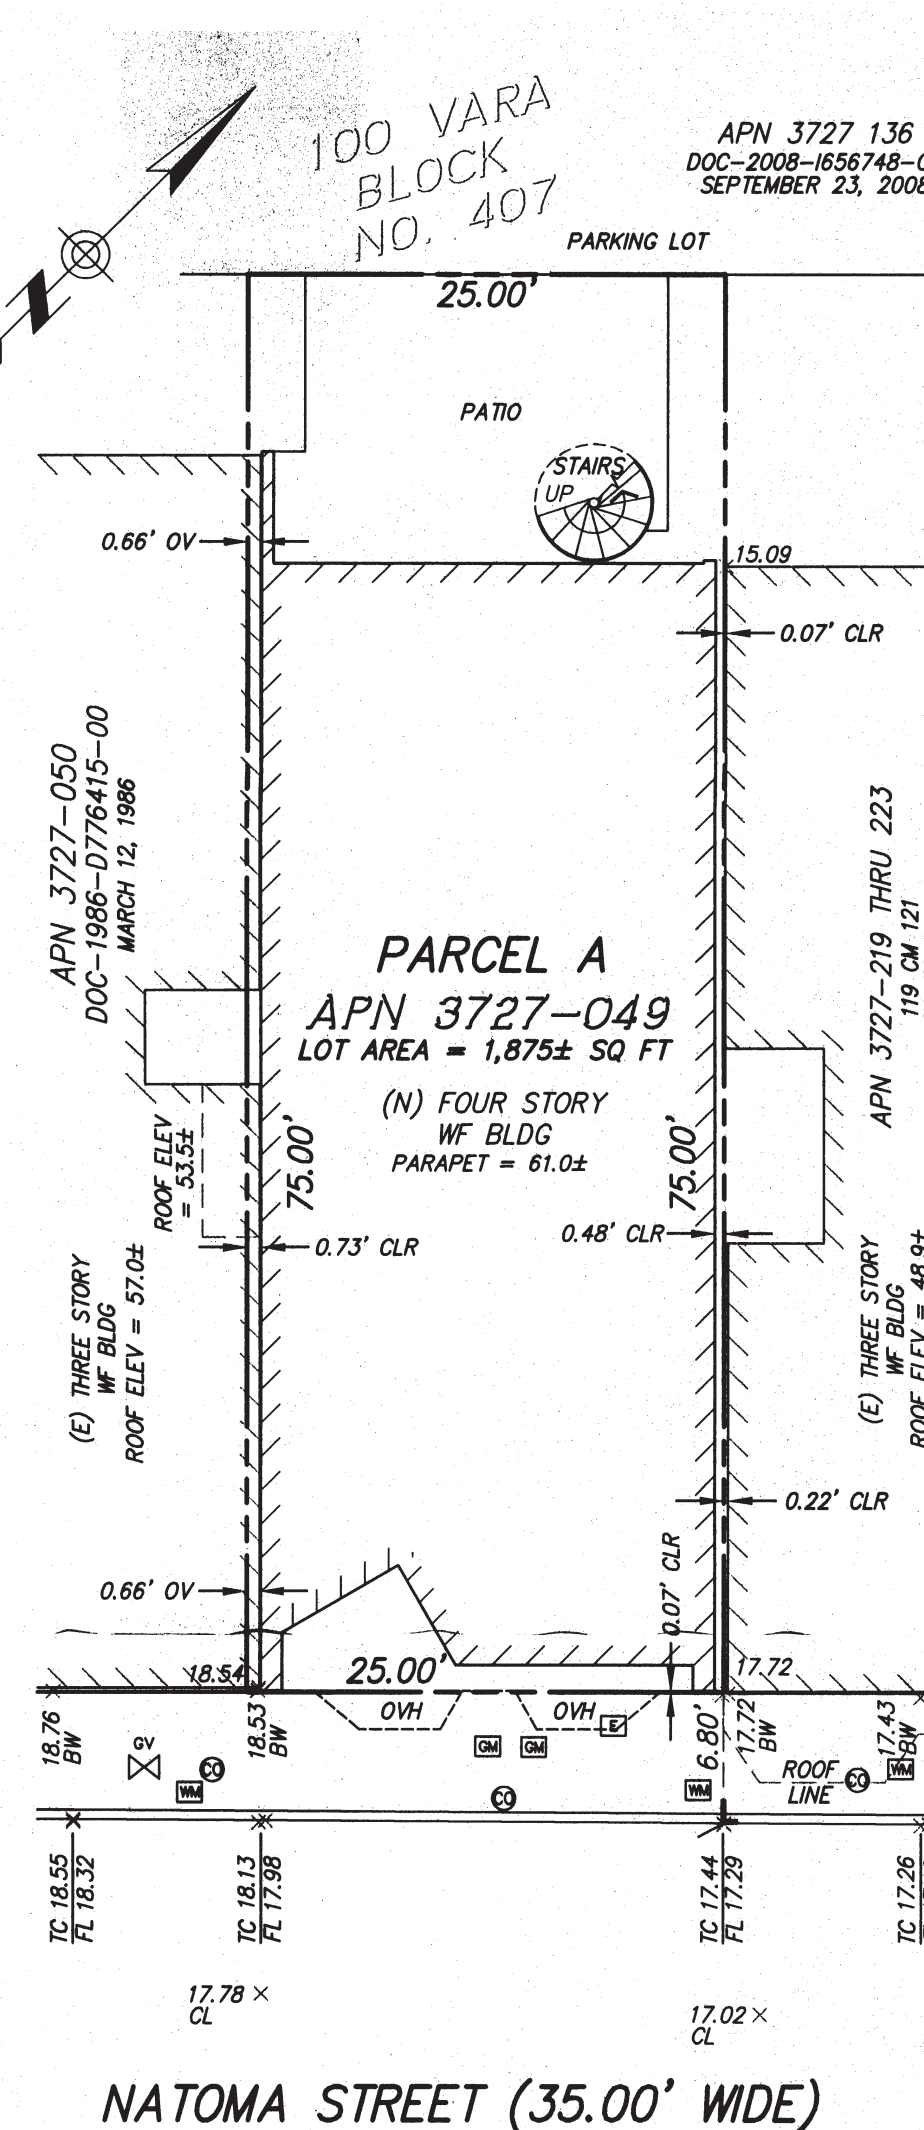 100 VARA
BLOCK
NO. 407
APN 3727 136
SEPTEMBER 23, 2008
PARKING LOT
25.00'
PATIO
STAIRS
UP
0.66' OV
15.09
0.07' CLR
APN 3727-050
DOC-1986-D776415-00
MARCH 12, 1986
APN 3727-219 THRU 223
119 CM 121
PARCEL A
APN 3727-049
LOT AREA = 1,875± SQ FT
(N) FOUR STORY
WF BLDG
PARAPET = 61.0±
ROOF ELEV
= 53.5±
75.00'
75.00'
0.73' CLR
0.48' CLR
(E) THREE STORY
WF BLDG
ROOF ELEV = 57.0±
(E) THREE STORY
WF BLDG
ROOF ELEV = 48.9±
0.22' CLR
0.66' OV
0.07' CLR
18.54
25.00'
17.72
18.76
BW
GV
CO
WM
18.53
BW
OVH
OVH
E
GM
GM
CO
WM
6.80'
17.72
BW
ROOF
LINE
CO
17.43
BW
WM
TC 18.55
FL 18.32
TC 18.13
FL 17.98
TC 17.44
FL 17.29
TC 17.26
17.78
CL
17.02
CL
NATOMA STREET (35.00' WIDE)